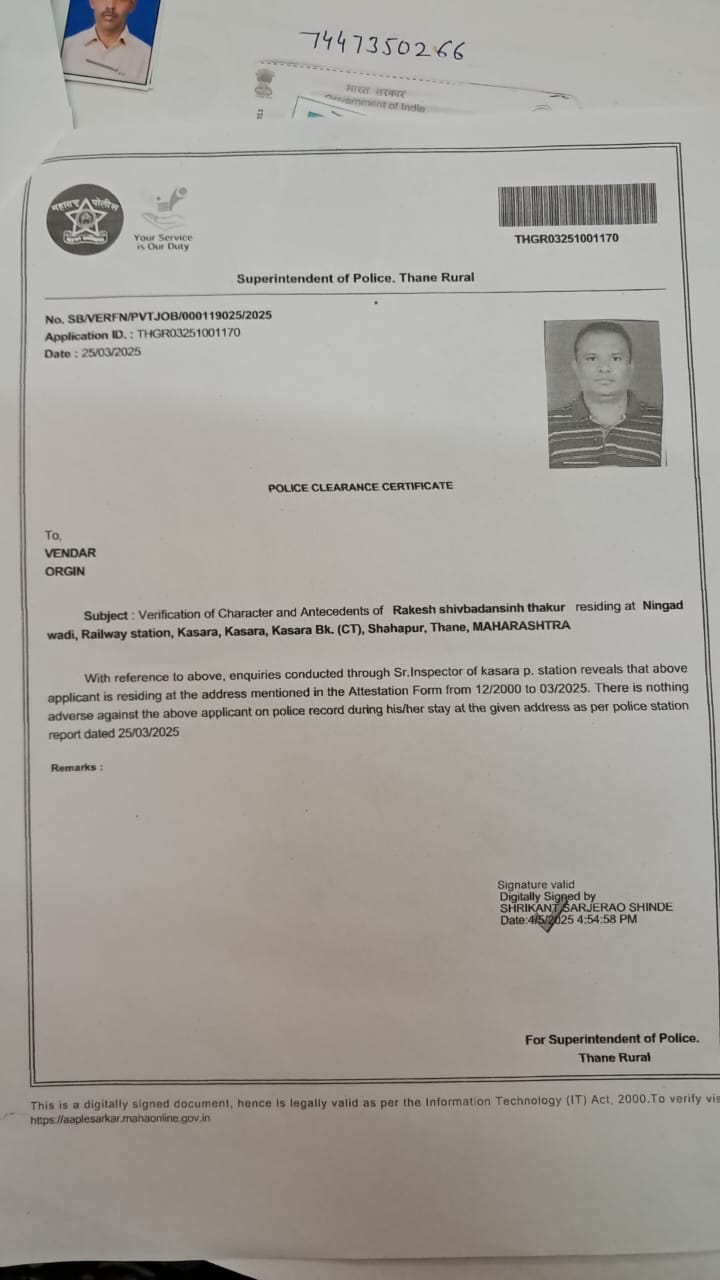 7447350266
भारत सरकार
Government of India
महाराष्ट्र पोलीस
Your Service
is Our Duty
THGR03251001170
Superintendent of Police. Thane Rural
No. SB/VERFN/PVTJOB/000119025/2025
Application ID. : THGR03251001170
Date : 25/03/2025
POLICE CLEARANCE CERTIFICATE
To,
VENDAR
ORGIN
Subject : Verification of Character and Antecedents of Rakesh shivbadansinh thakur residing at Ningad
wadi, Railway station, Kasara, Kasara, Kasara Bk. (CT), Shahapur, Thane, MAHARASHTRA
With reference to above, enquiries conducted through Sr.Inspector of kasara p. station reveals that above
applicant is residing at the address mentioned in the Attestation Form from 12/2000 to 03/2025. There is nothing
adverse against the above applicant on police record during his/her stay at the given address as per police station
report dated 25/03/2025
Remarks :
Signature valid
Digitally Signed by
SHRIKANT SARJERAO SHINDE
Date:4/5/2025 4:54:58 PM
For Superintendent of Police.
Thane Rural
This is a digitally signed document, hence is legally valid as per the Information Technology (IT) Act, 2000.To verify vis
https://aaplesarkar.mahaonline.gov.in